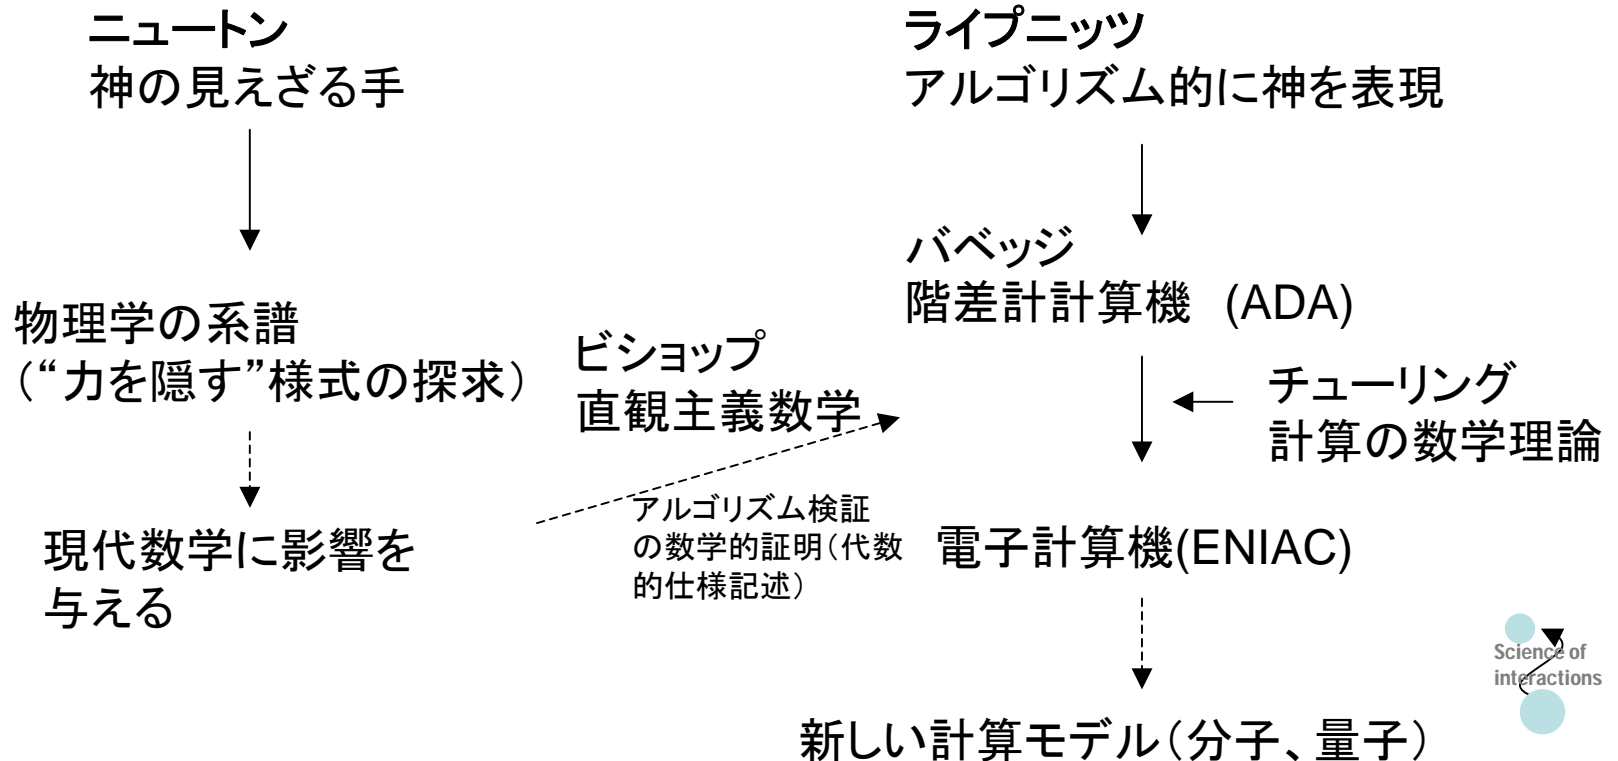 ニュートン
神の見えざる手
物理学の系譜
（“力を隠す”様式の探求）
現代数学に影響を
与える
ビショップ
直観主義数学
アルゴリズム検証
の数学的証明（代数
的仕様記述）
ライプニッツ
アルゴリズム的に神を表現
バベッジ
階差計計算機 (ADA)
チューリング
計算の数学理論
電子計算機(ENIAC)
新しい計算モデル（分子、量子）
Science of
interactions